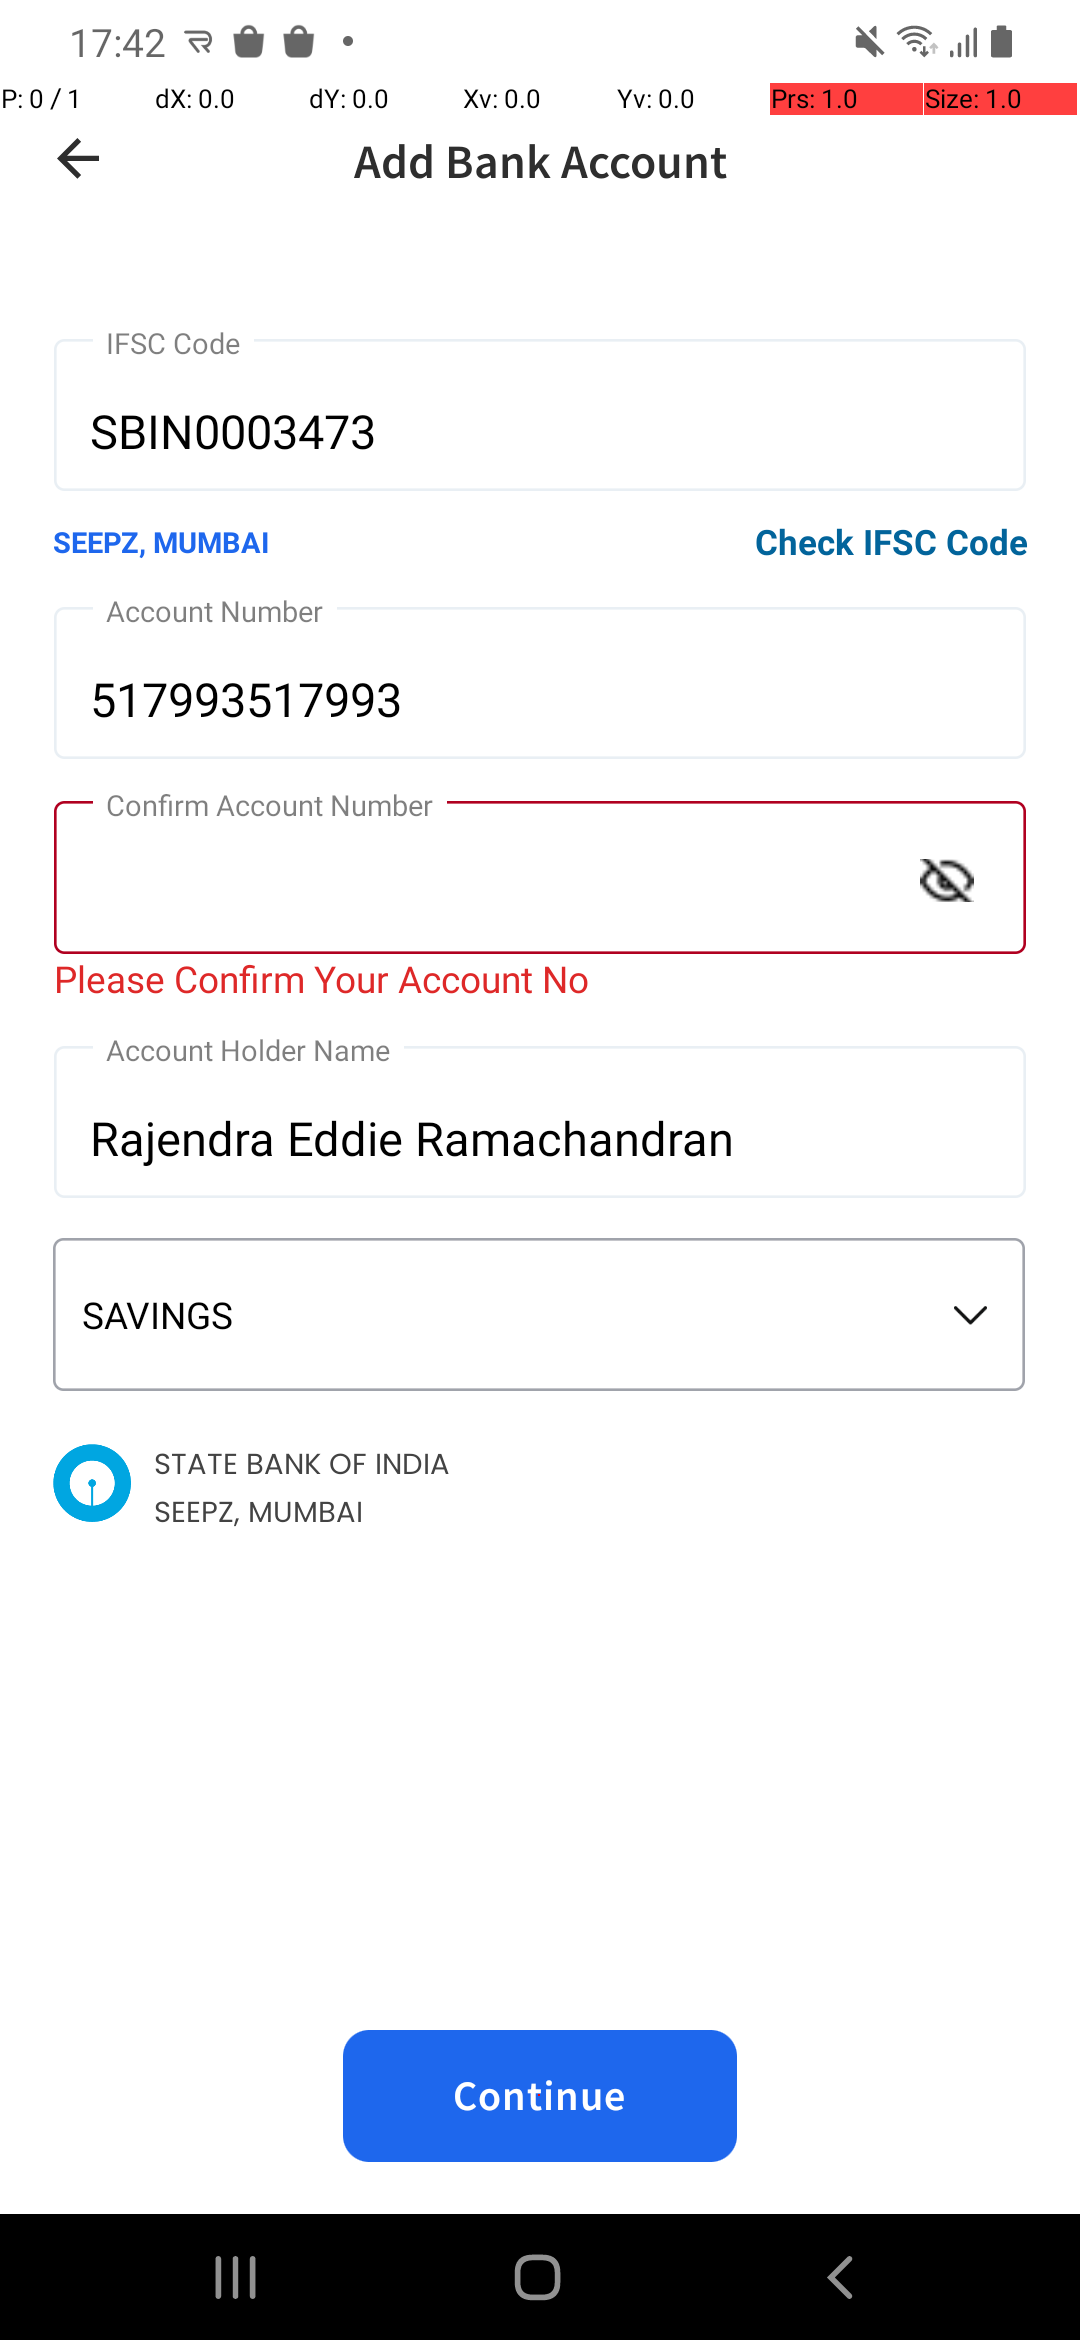 17:42
P: 0 / 1 dX: 0.0 dY: 0.0 Xv: 0.0 Yv: 0.0 Prs: 1.0 Size: 1.0
Add Bank Account
IFSC Code
SBIN0003473
SEEPZ, MUMBAI Check IFSC Code
Account Number
517993517993
Confirm Account Number
Please Confirm Your Account No
Account Holder Name
Rajendra Eddie Ramachandran
SAVINGS
STATE BANK OF INDIA
SEEPZ, MUMBAI
Continue